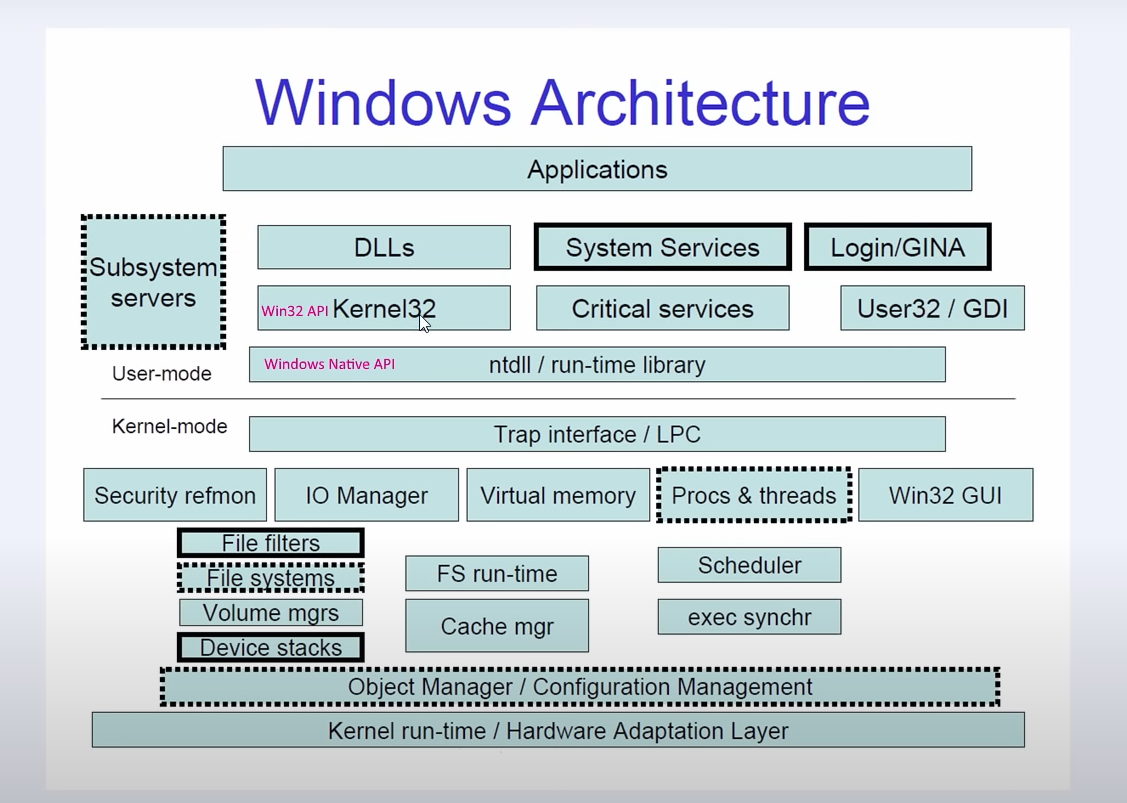 Windows Architecture
Applications
Subsystem
servers
DLLs
System Services
Login/GINA
Win32 API Kernel32
Critical services
User32 / GDI
User-mode
Windows Native API ntdll / run-time library
Kernel-mode
Trap interface / LPC
Security refmon
IO Manager
Virtual memory
Procs & threads
Win32 GUI
File filters
File systems
Volume mgrs
Device stacks
FS run-time
Cache mgr
Scheduler
exec synchr
Object Manager / Configuration Management
Kernel run-time / Hardware Adaptation Layer